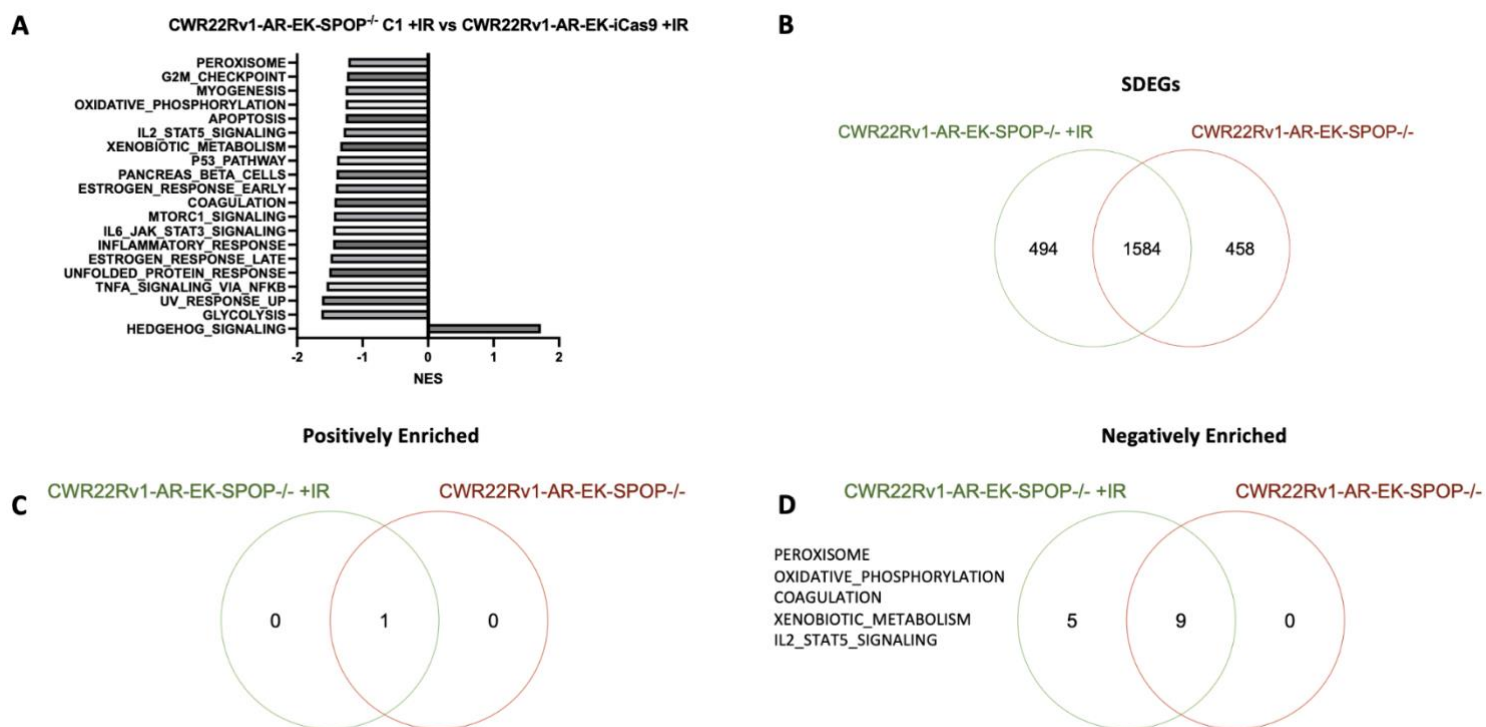 A
CWR22Rv1-AR-EK-SPOP-/- C1 +IR vs CWR22Rv1-AR-EK-iCas9 +IR
PEROXISOME
G2M_CHECKPOINT
MYOGENESIS
OXIDATIVE_PHOSPHORYLATION
APOPTOSIS
IL2_STAT5_SIGNALING
XENOBIOTIC_METABOLISM
P53_PATHWAY
PANCREAS_BETA_CELLS
ESTROGEN_RESPONSE_EARLY
COAGULATION
MTORC1_SIGNALING
IL6_JAK_STAT3_SIGNALING
INFLAMMATORY_RESPONSE
ESTROGEN_RESPONSE_LATE
UNFOLDED_PROTEIN_RESPONSE
TNFA_SIGNALING_VIA_NFKB
UV_RESPONSE_UP
GLYCOLYSIS
HEDGEHOG_SIGNALING
-2 -1 0 1 2
NES
B
SDEGs
CWR22Rv1-AR-EK-SPOP-/- +IR CWR22Rv1-AR-EK-SPOP-/-
494 1584 458
C
Positively Enriched
CWR22Rv1-AR-EK-SPOP-/- +IR CWR22Rv1-AR-EK-SPOP-/-
0 1 0
D
Negatively Enriched
CWR22Rv1-AR-EK-SPOP-/- +IR CWR22Rv1-AR-EK-SPOP-/-
PEROXISOME
OXIDATIVE_PHOSPHORYLATION
COAGULATION
XENOBIOTIC_METABOLISM
IL2_STAT5_SIGNALING
5 9 0